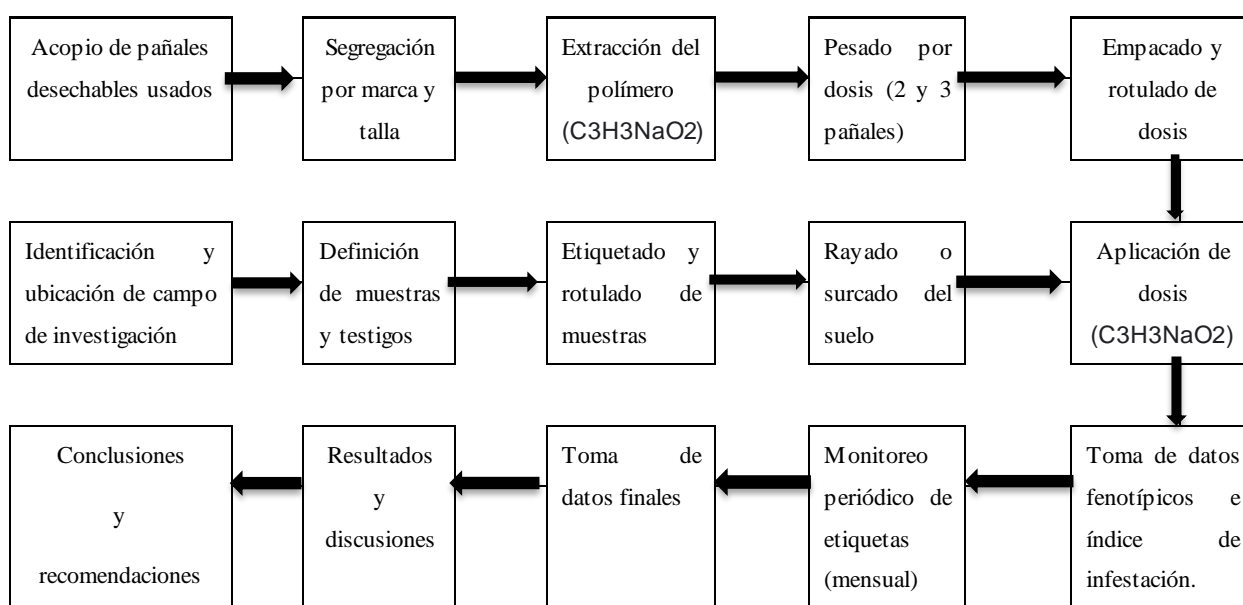 Acopio de pañales
desechables usados
Segregación
por marca y
talla
Extracción del
polímero
(C3H3NaO2)
Pesado por
dosis (2 y 3
pañales)
Empacado y
rotulado de
dosis
Identificación y
ubicación de campo
de investigación
Definición
de muestras
y testigos
Etiquetado y
rotulado de
muestras
Rayado o
surcado del
suelo
Aplicación de
dosis
(C3H3NaO2)
Conclusiones
y
recomendaciones
Resultados
y
discusiones
Toma de
datos finales
Monitoreo
periódico de
etiquetas
(mensual)
Toma de datos
fenotípicos e
índice de
infestación.